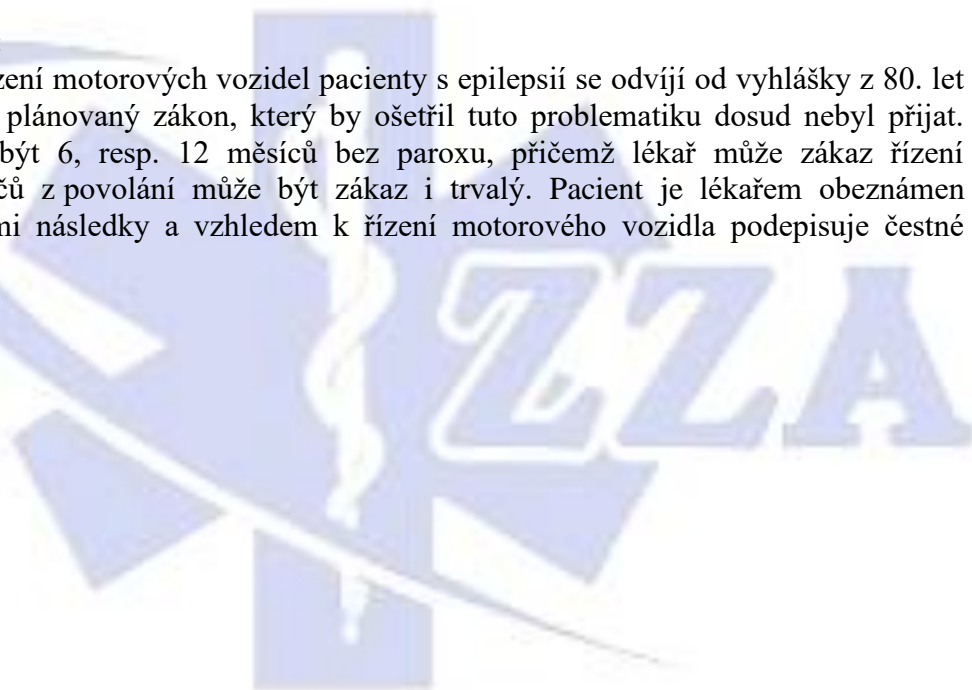 zení motorových vozidel pacienty s epilepsií se odvíjí od vyhlášky z 80. let
plánovaný zákon, který by ošetřil tuto problematiku dosud nebyl přijat.
být 6, resp. 12 měsíců bez paroxu, přičemž lékař může zákaz řízení
čů z povolání může být zákaz i trvalý. Pacient je lékařem obeznámen
mi následky a vzhledem k řízení motorového vozidla podepisuje čestné
ZZA